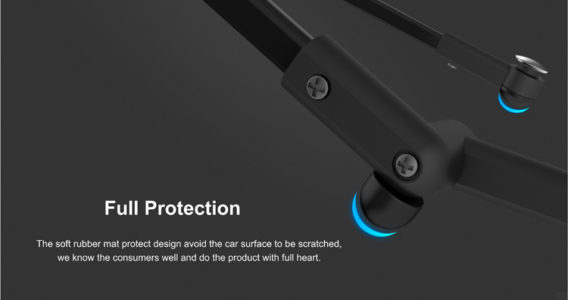 Full Protection
The soft rubber mat protect design avoid the car surface to be scratched,
we know the consumers well and do the product with full heart.